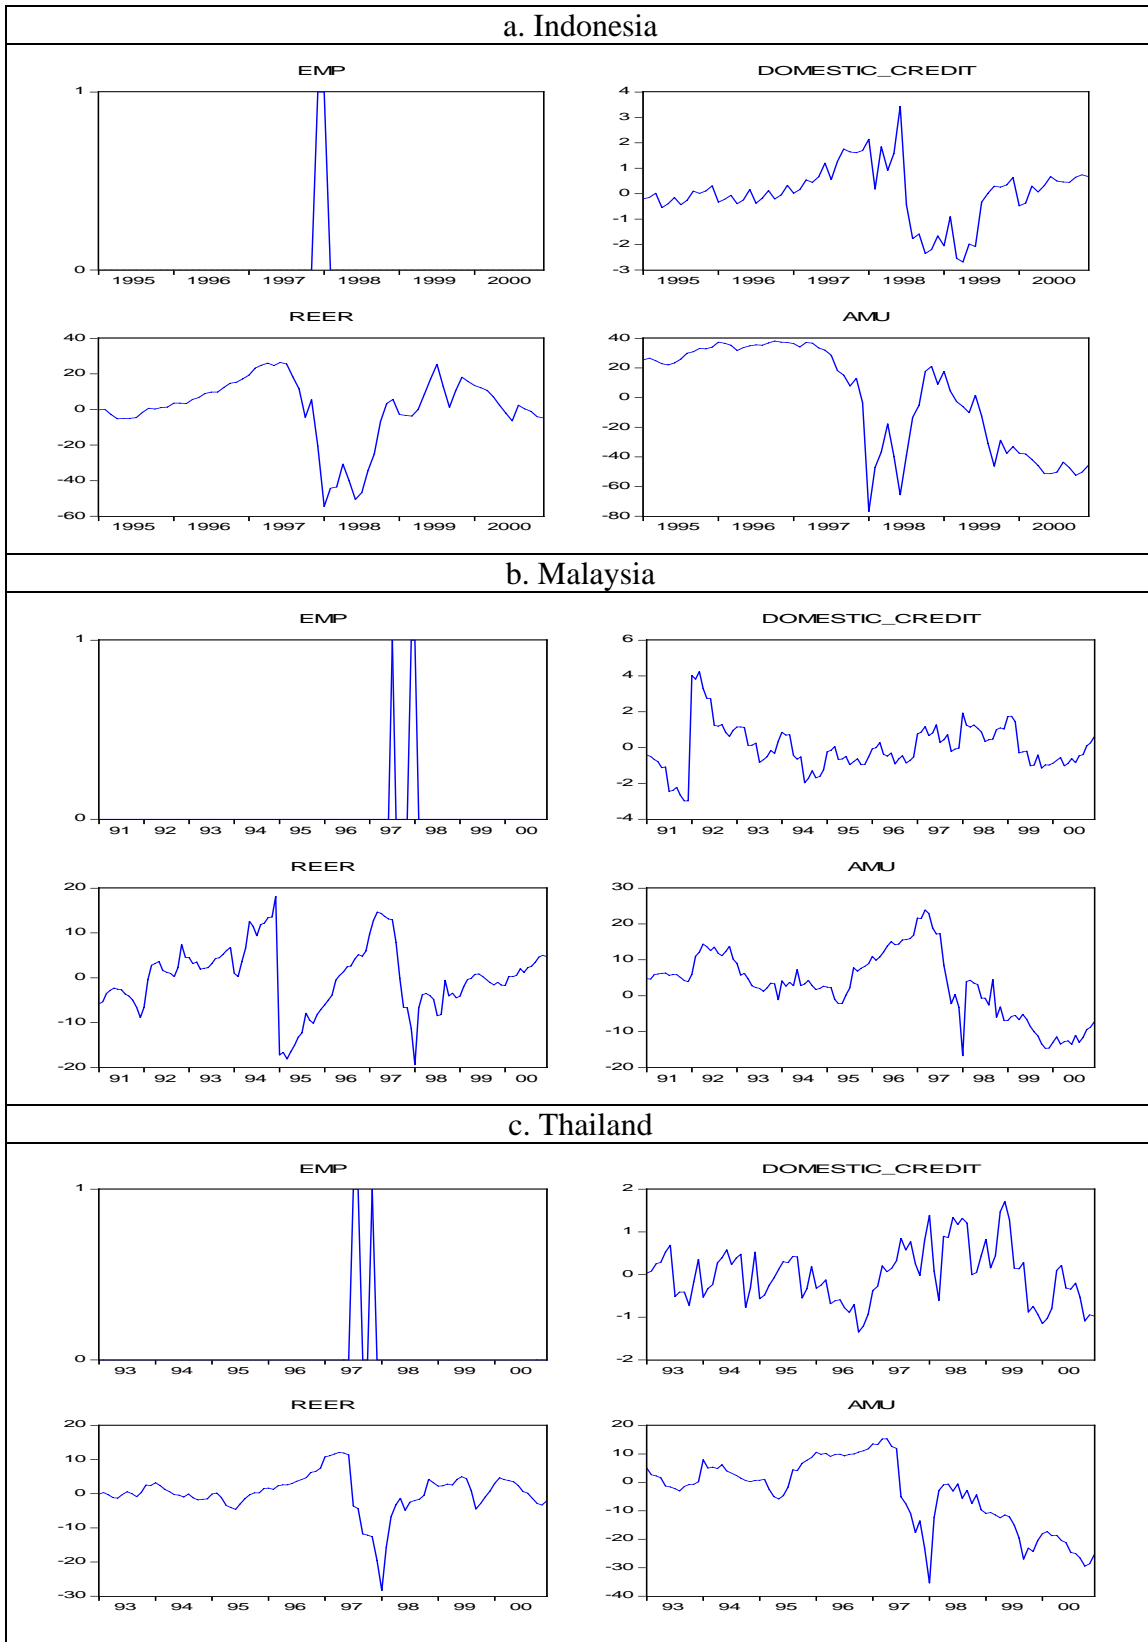 a. Indonesia
EMP DOMESTIC_CREDIT
1 0
1995 1996 1997 1998 1999 2000
4 3 2 1 0 -1 -2 -3
1995 1996 1997 1998 1999 2000
REER AMU
40 20 0 -20 -40 -60
1995 1996 1997 1998 1999 2000
40 20 0 -20 -40 -60 -80
1995 1996 1997 1998 1999 2000
b. Malaysia
EMP DOMESTIC_CREDIT
1 0
91 92 93 94 95 96 97 98 99 00
6 4 2 0 -2 -4
91 92 93 94 95 96 97 98 99 00
REER AMU
20 10 0 -10 -20
91 92 93 94 95 96 97 98 99 00
30 20 10 0 -10 -20
91 92 93 94 95 96 97 98 99 00
c. Thailand
EMP DOMESTIC_CREDIT
1 0
93 94 95 96 97 98 99 00
2 1 0 -1 -2
93 94 95 96 97 98 99 00
REER AMU
20 10 0 -10 -20 -30
93 94 95 96 97 98 99 00
20 10 0 -10 -20 -30 -40
93 94 95 96 97 98 99 00